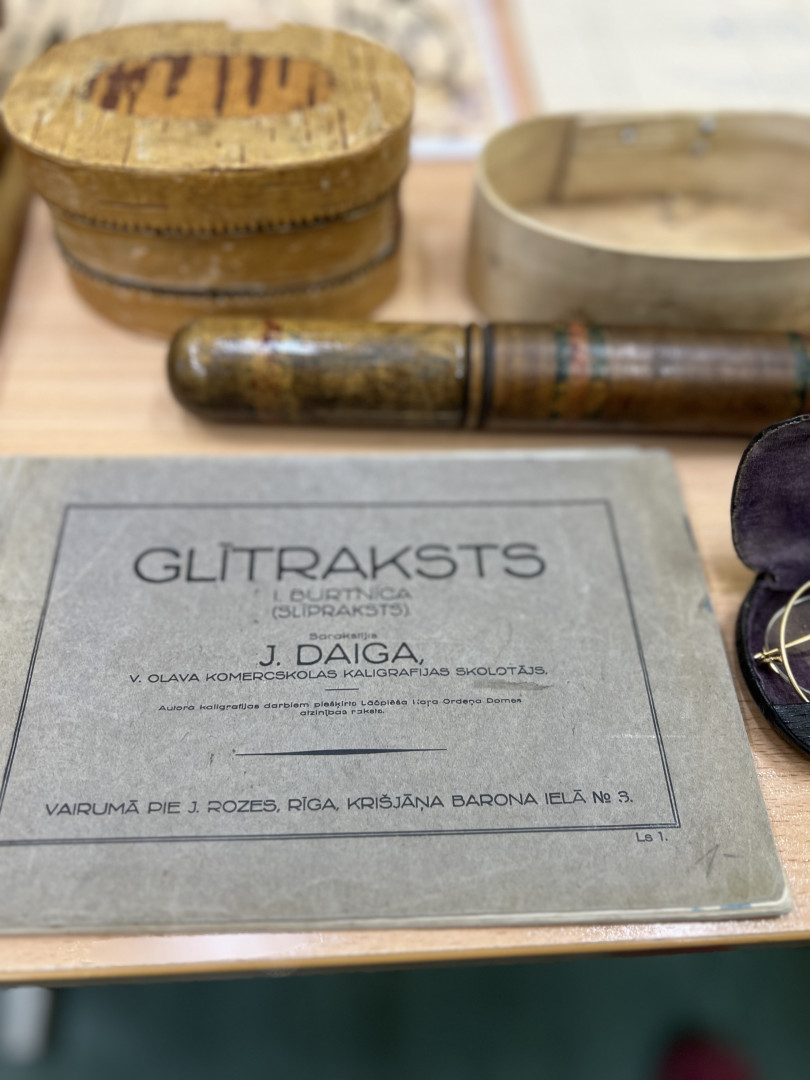 GLĪTRAKSTS
I. BURTNĪCA
(SLĪPRAKSTS)
Sarakstījis
J. DAIGA,
V. OLAVA KOMERCSKOLAS KALIGRAFIJAS SKOLOTĀJS.
Autora kaligrafijas darbiem piešķirts Lāčplēša Kara Ordeņa Domes
atzinības raksts.
VAIRUMĀ PIE J. ROZES, RĪGA, KRIŠJĀŅA BARONA IELĀ № 3.
Ls 1.